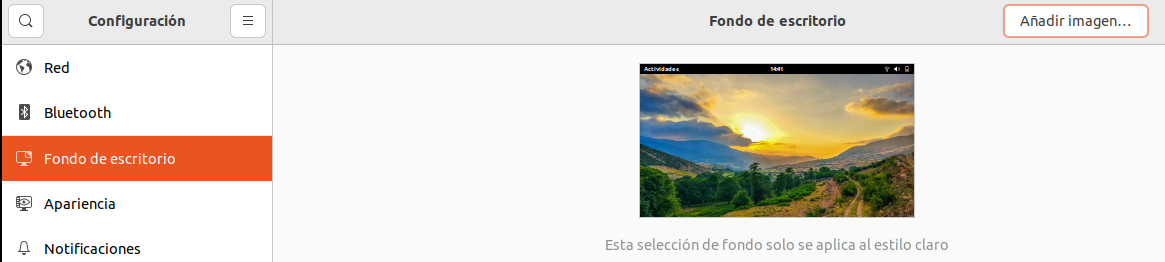 Configuración
Fondo de escritorio
Añadir imagen...
Red
Bluetooth
Fondo de escritorio
Apariencia
Notificaciones
Actividades
14:41
Esta selección de fondo solo se aplica al estilo claro